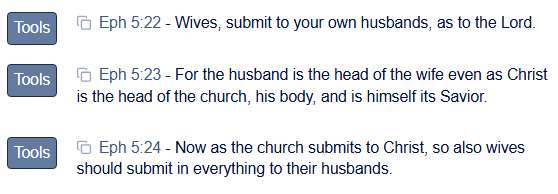 Tools Eph 5:22 - Wives, submit to your own husbands, as to the Lord.
Tools Eph 5:23 - For the husband is the head of the wife even as Christ
is the head of the church, his body, and is himself its Savior.
Tools Eph 5:24 - Now as the church submits to Christ, so also wives
should submit in everything to their husbands.